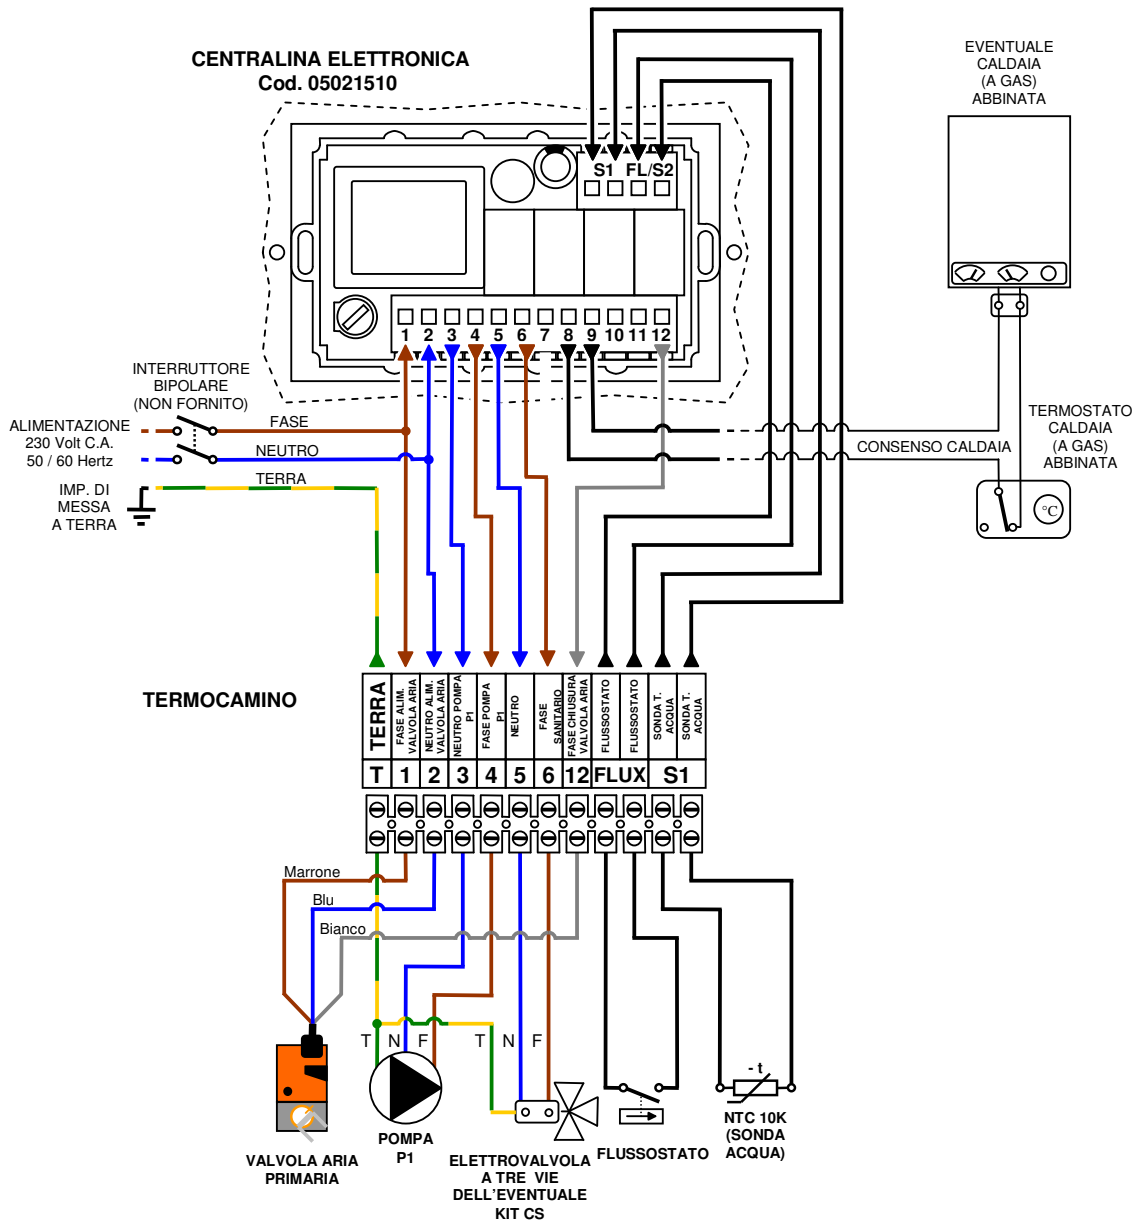 CENTRALINA ELETTRONICA
Cod. 05021510
EVENTUALE
CALDAIA
(A GAS)
ABBINATA
S1 FL/S2
1 2 3 4 5 6 7 8 9 10 11 12
INTERRUTTORE
BIPOLARE
(NON FORNITO)
ALIMENTAZIONE
230 Volt C.A.
50 / 60 Hertz
FASE
NEUTRO
TERRA
IMP. DI
MESSA
A TERRA
CONSENSO CALDAIA
TERMOSTATO
CALDAIA
(A GAS)
ABBINATA
°C
TERMOCAMINO
TERRA
FASE ALIM.
VALVOLA ARIA
NEUTRO ALIM.
VALVOLA ARIA
NEUTRO POMPA
P1
FASE POMPA
P1
NEUTRO
FASE
SANITARIO
FASE CHIUSURA
VALVOLA ARIA
FLUSSOSTATO
FLUSSOSTATO
SONDA T.
ACQUA
SONDA T.
ACQUA
T 1 2 3 4 5 6 12 FLUX S1
Marrone
Blu
Bianco
T N F
T N F
- t
VALVOLA ARIA
PRIMARIA
POMPA
P1
ELETTROVALVOLA
A TRE VIE
DELL'EVENTUALE
KIT CS
FLUSSOSTATO
NTC 10K
(SONDA
ACQUA)